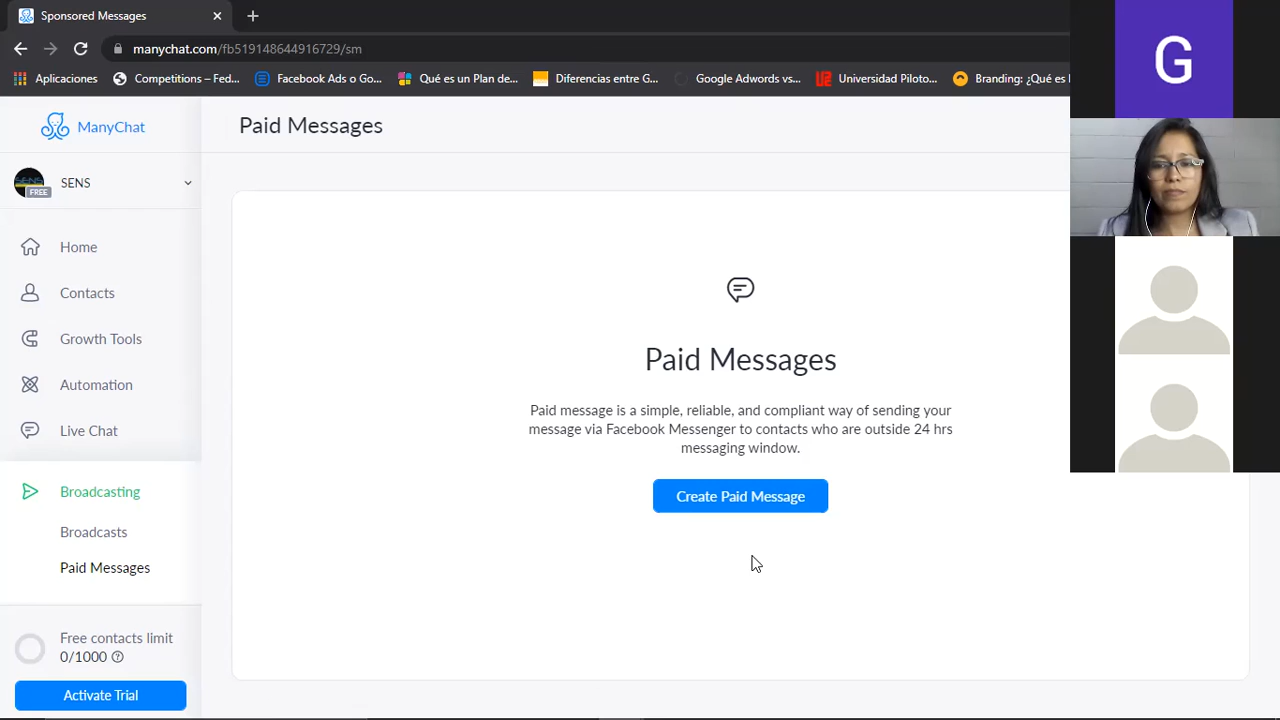 Sponsored Messages
manychat.com/fb519148644916729/sm
Aplicaciones
Competitions – Fed...
Facebook Ads o Go...
Qué es un Plan de...
Diferencias entre G...
Google Adwords vs...
Universidad Piloto...
Branding: ¿Qué es l
ManyChat
Paid Messages
SENS
FREE
Home
Contacts
Growth Tools
Automation
Live Chat
Broadcasting
Broadcasts
Paid Messages
Free contacts limit
0/1000
Activate Trial
Paid Messages
Paid message is a simple, reliable, and compliant way of sending your
message via Facebook Messenger to contacts who are outside 24 hrs
messaging window.
Create Paid Message
G